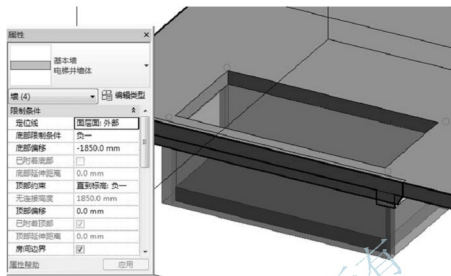 属性
基本墙
电梯井墙体
墙 (4)
编辑类型
限制条件
定位线 面层面: 外部
底部限制条件 负一
底部偏移 -1850.0 mm
已附着底部
底部延伸距离 0.0 mm
顶部约束 直到标高: 负一
无连接高度 1850.0 mm
顶部偏移 0.0 mm
已附着顶部
顶部延伸距离 0.0 mm
房间边界
属性帮助 应用